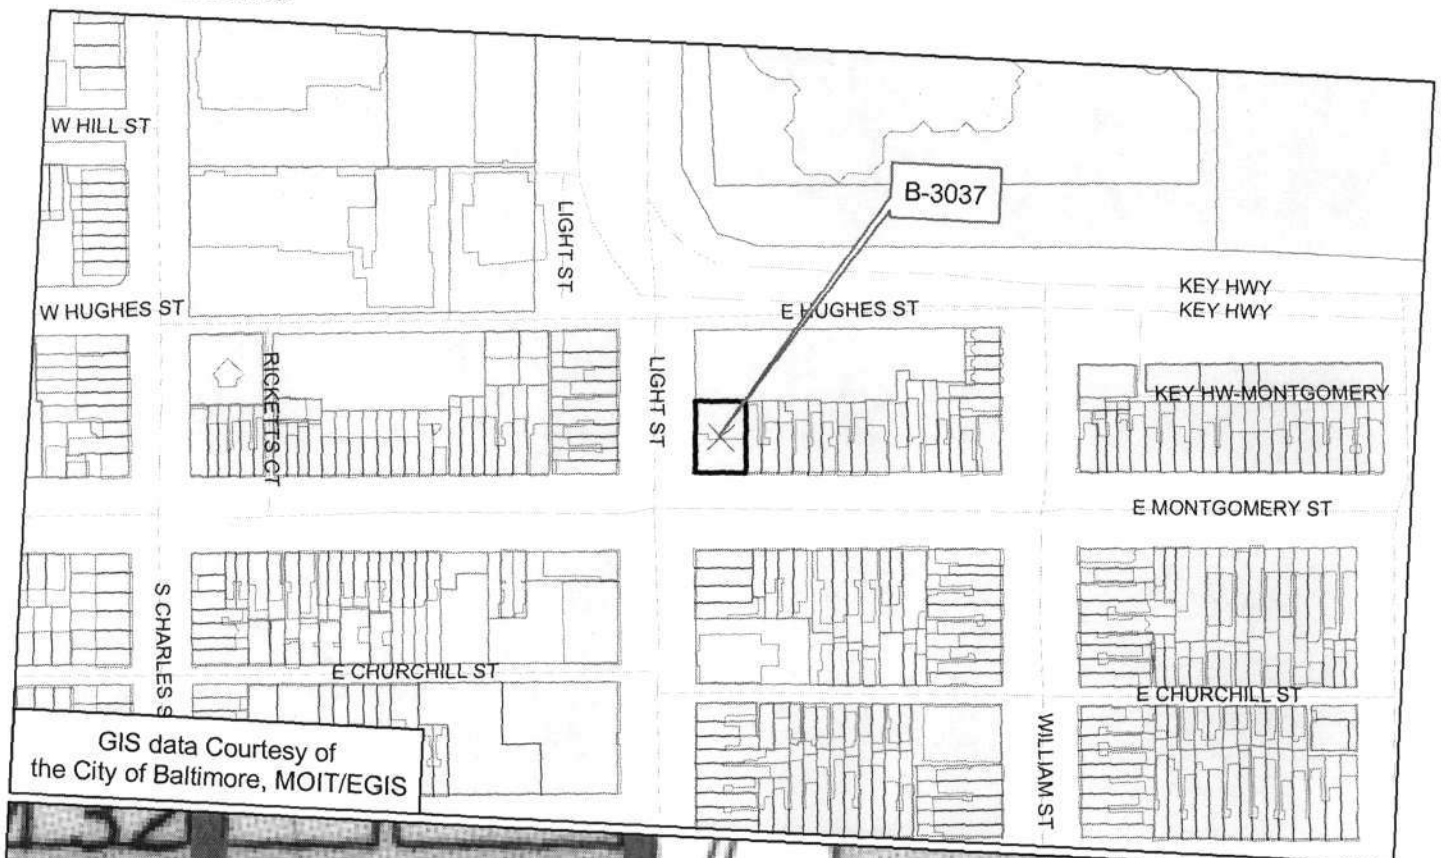 W HILL ST
B-3037
LIGHT ST
W HUGHES ST
E HUGHES ST
KEY HWY
KEY HWY
RICKETTS CT
LIGHT ST
KEY HW-MONTGOMERY
E MONTGOMERY ST
S CHARLES S
E CHURCHILL ST
E CHURCHILL ST
WILLIAM ST
GIS data Courtesy of
the City of Baltimore, MOIT/EGIS